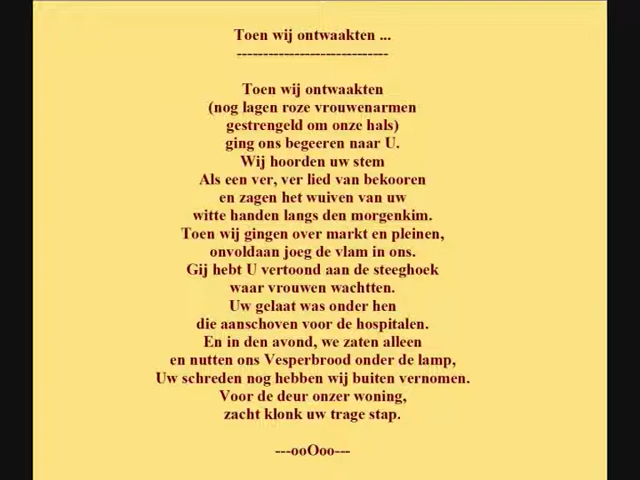 Toen wij ontwaakten ...
-----------------------------
Toen wij ontwaakten
(nog lagen roze vrouwenarmen
gestrengeld om onze hals)
ging ons begeeren naar U.
Wij hoorden uw stem
Als een ver, ver lied van bekooren
en zagen het wuiven van uw
witte handen langs den morgenkim.
Toen wij gingen over markt en pleinen,
onvoldaan joeg de vlam in ons.
Gij hebt U vertoond aan de steeghoek
waar vrouwen wachtten.
Uw gelaat was onder hen
die aanschoven voor de hospitalen.
En in den avond, we zaten alleen
en nutten ons Vesperbrood onder de lamp,
Uw schreden nog hebben wij buiten vernomen.
Voor de deur onzer woning,
zacht klonk uw trage stap.
---ooOoo---